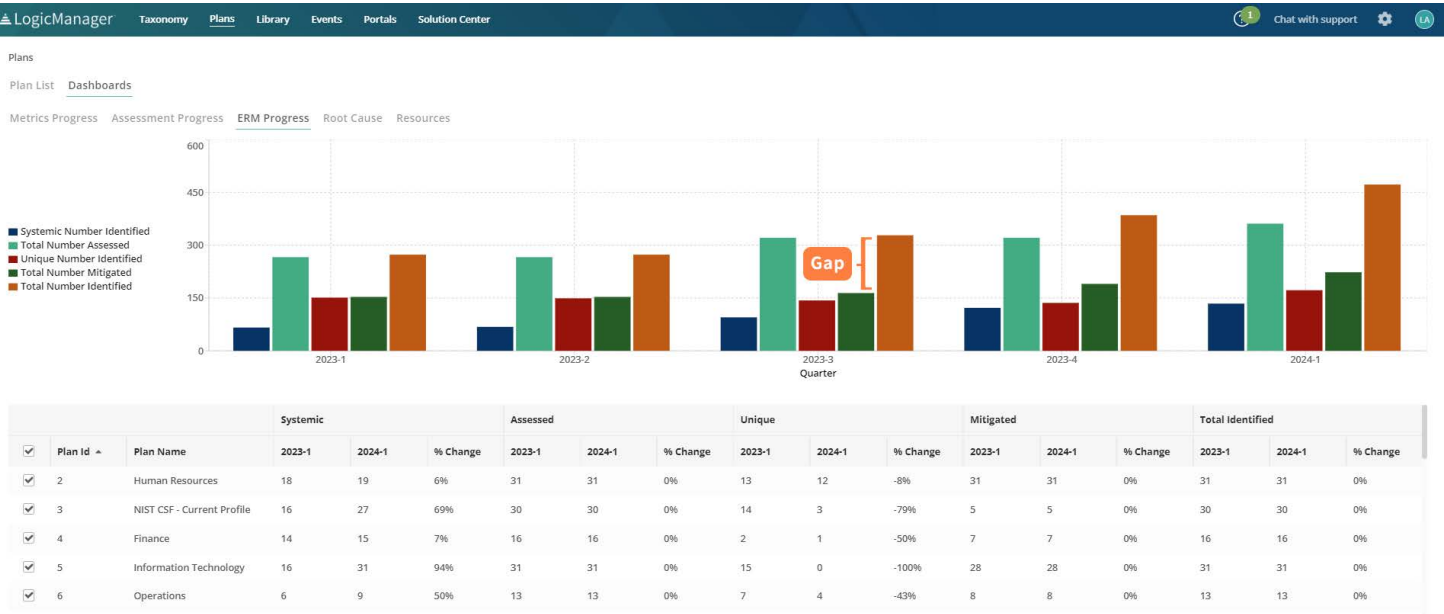 LogicManager Taxonomy Plans Library Events Portals Solution Center 1 Chat with support LA
Plans
Plan List Dashboards
Metrics Progress Assessment Progress ERM Progress Root Cause Resources
600
450
300
150
0
Systemic Number Identified
Total Number Assessed
Unique Number Identified
Total Number Mitigated
Total Number Identified
Gap
2023-1 2023-2 2023-3 2023-4 2024-1
Quarter
Systemic Assessed Unique Mitigated Total Identified
Plan Id Plan Name 2023-1 2024-1 % Change 2023-1 2024-1 % Change 2023-1 2024-1 % Change 2023-1 2024-1 % Change 2023-1 2024-1 % Change
2 Human Resources 18 19 6% 31 31 0% 13 12 -8% 31 31 0% 31 31 0%
3 NIST CSF - Current Profile 16 27 69% 30 30 0% 14 3 -79% 5 5 0% 30 30 0%
4 Finance 14 15 7% 16 16 0% 2 1 -50% 7 7 0% 16 16 0%
5 Information Technology 16 31 94% 31 31 0% 15 0 -100% 28 28 0% 31 31 0%
6 Operations 6 9 50% 13 13 0% 7 4 -43% 8 8 0% 13 13 0%